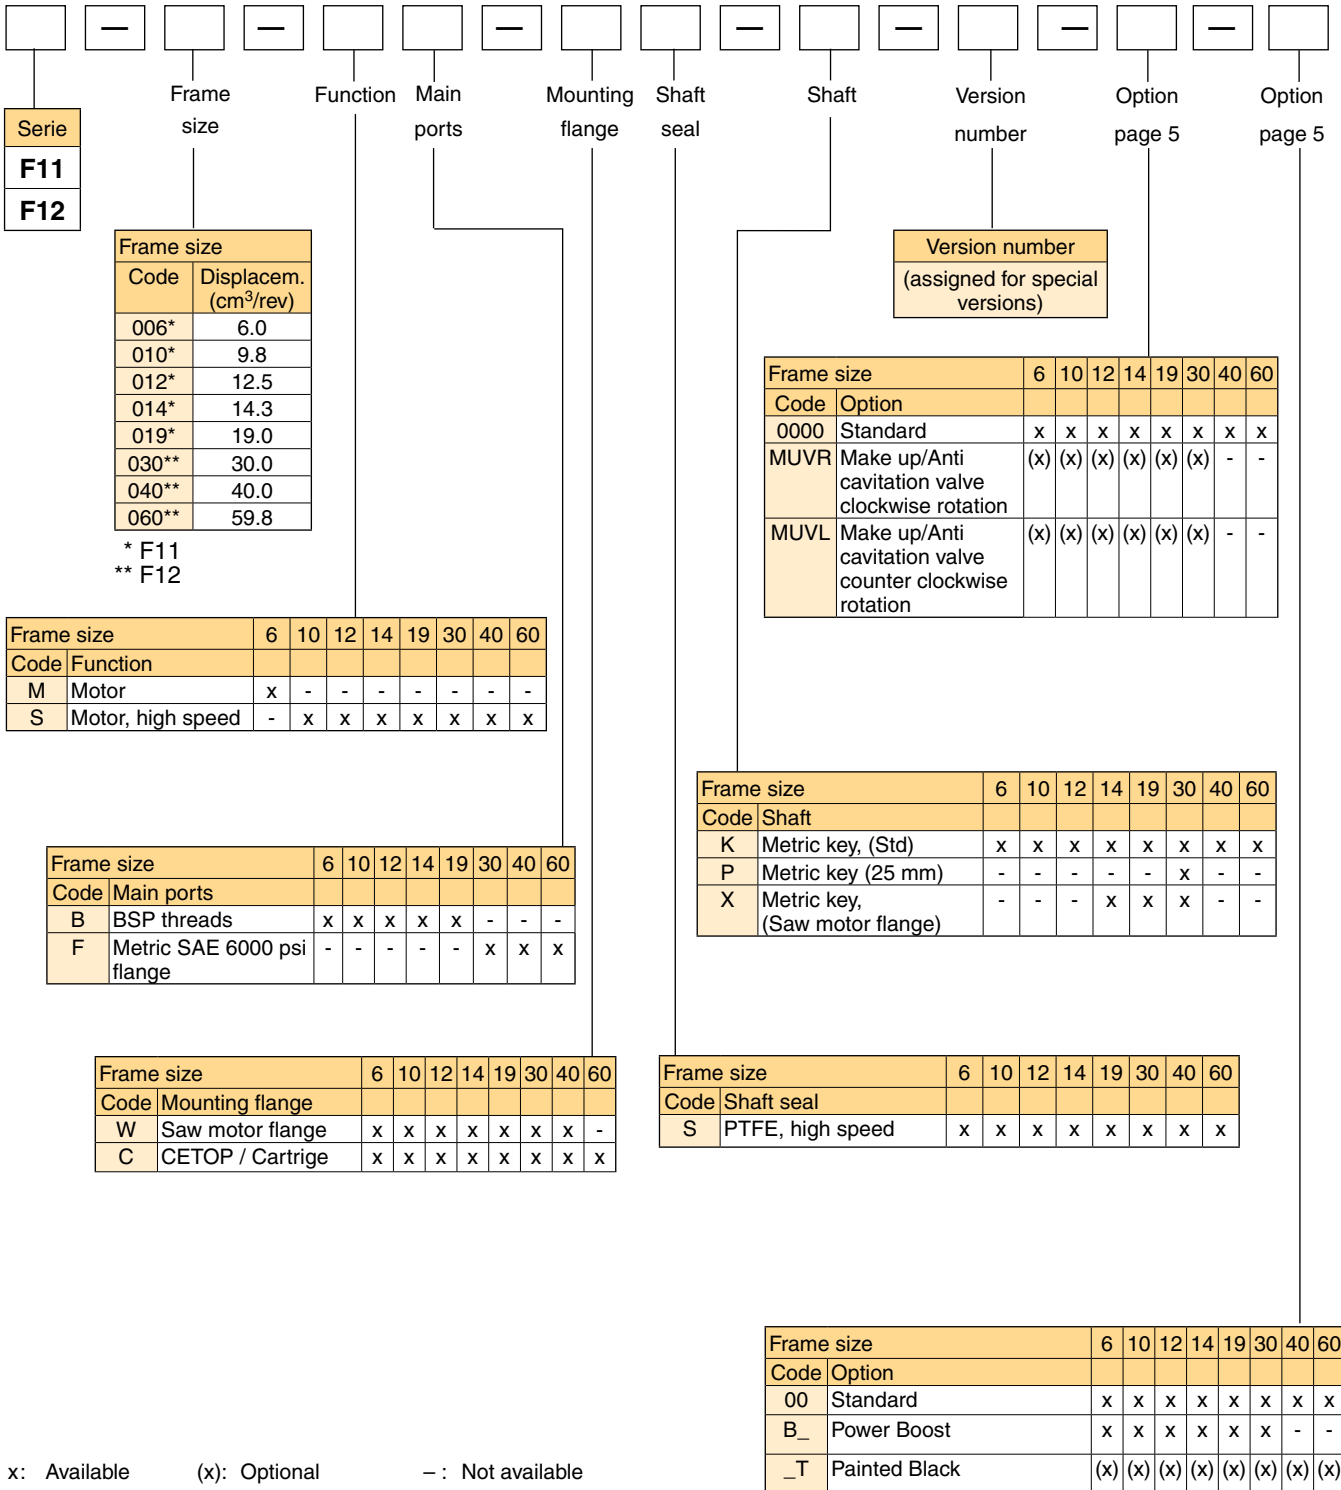 — — — — — — —
Frame size
Function
Main ports
Mounting flange
Shaft seal
Shaft
Version number
Option page 5
Option page 5
Serie
F11
F12
Frame size
Code Displacem. (cm³/rev)
006* 6.0
010* 9.8
012* 12.5
014* 14.3
019* 19.0
030** 30.0
040** 40.0
060** 59.8
* F11
** F12
Version number
(assigned for special
versions)
Frame size 6 10 12 14 19 30 40 60
Code Option
0000 Standard x x x x x x x x
MUVR Make up/Anti (x) (x) (x) (x) (x) (x) - -
cavitation valve
clockwise rotation
MUVL Make up/Anti (x) (x) (x) (x) (x) (x) - -
cavitation valve
counter clockwise
rotation
Frame size 6 10 12 14 19 30 40 60
Code Function
M Motor x - - - - - - -
S Motor, high speed - x x x x x x x
Frame size 6 10 12 14 19 30 40 60
Code Shaft
K Metric key, (Std) x x x x x x x x
P Metric key (25 mm) - - - - - x - -
X Metric key, - - - x x x - -
(Saw motor flange)
Frame size 6 10 12 14 19 30 40 60
Code Main ports
B BSP threads x x x x x - - -
F Metric SAE 6000 psi - - - - - x x x
flange
Frame size 6 10 12 14 19 30 40 60
Code Mounting flange
W Saw motor flange x x x x x x x -
C CETOP / Cartrige x x x x x x x x
Frame size 6 10 12 14 19 30 40 60
Code Shaft seal
S PTFE, high speed x x x x x x x x
Frame size 6 10 12 14 19 30 40 60
Code Option
00 Standard x x x x x x x x
B_ Power Boost x x x x x x - -
_T Painted Black (x) (x) (x) (x) (x) (x) (x) (x)
x: Available (x): Optional – : Not available